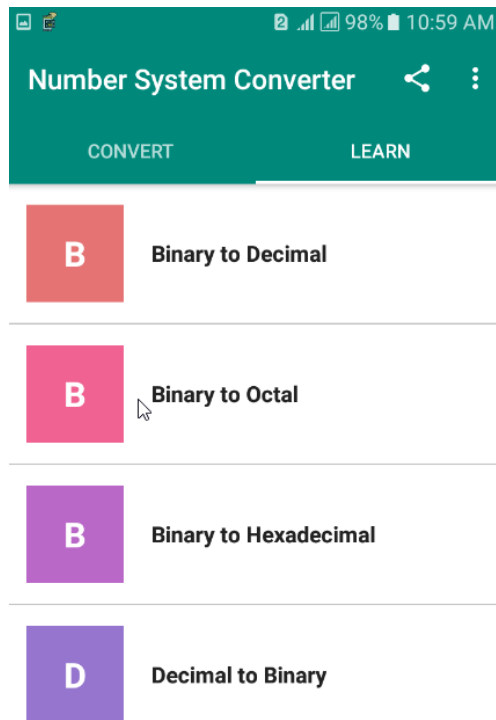 2 98% 10:59 AM
Number System Converter
CONVERT LEARN
B Binary to Decimal
B Binary to Octal
B Binary to Hexadecimal
D Decimal to Binary